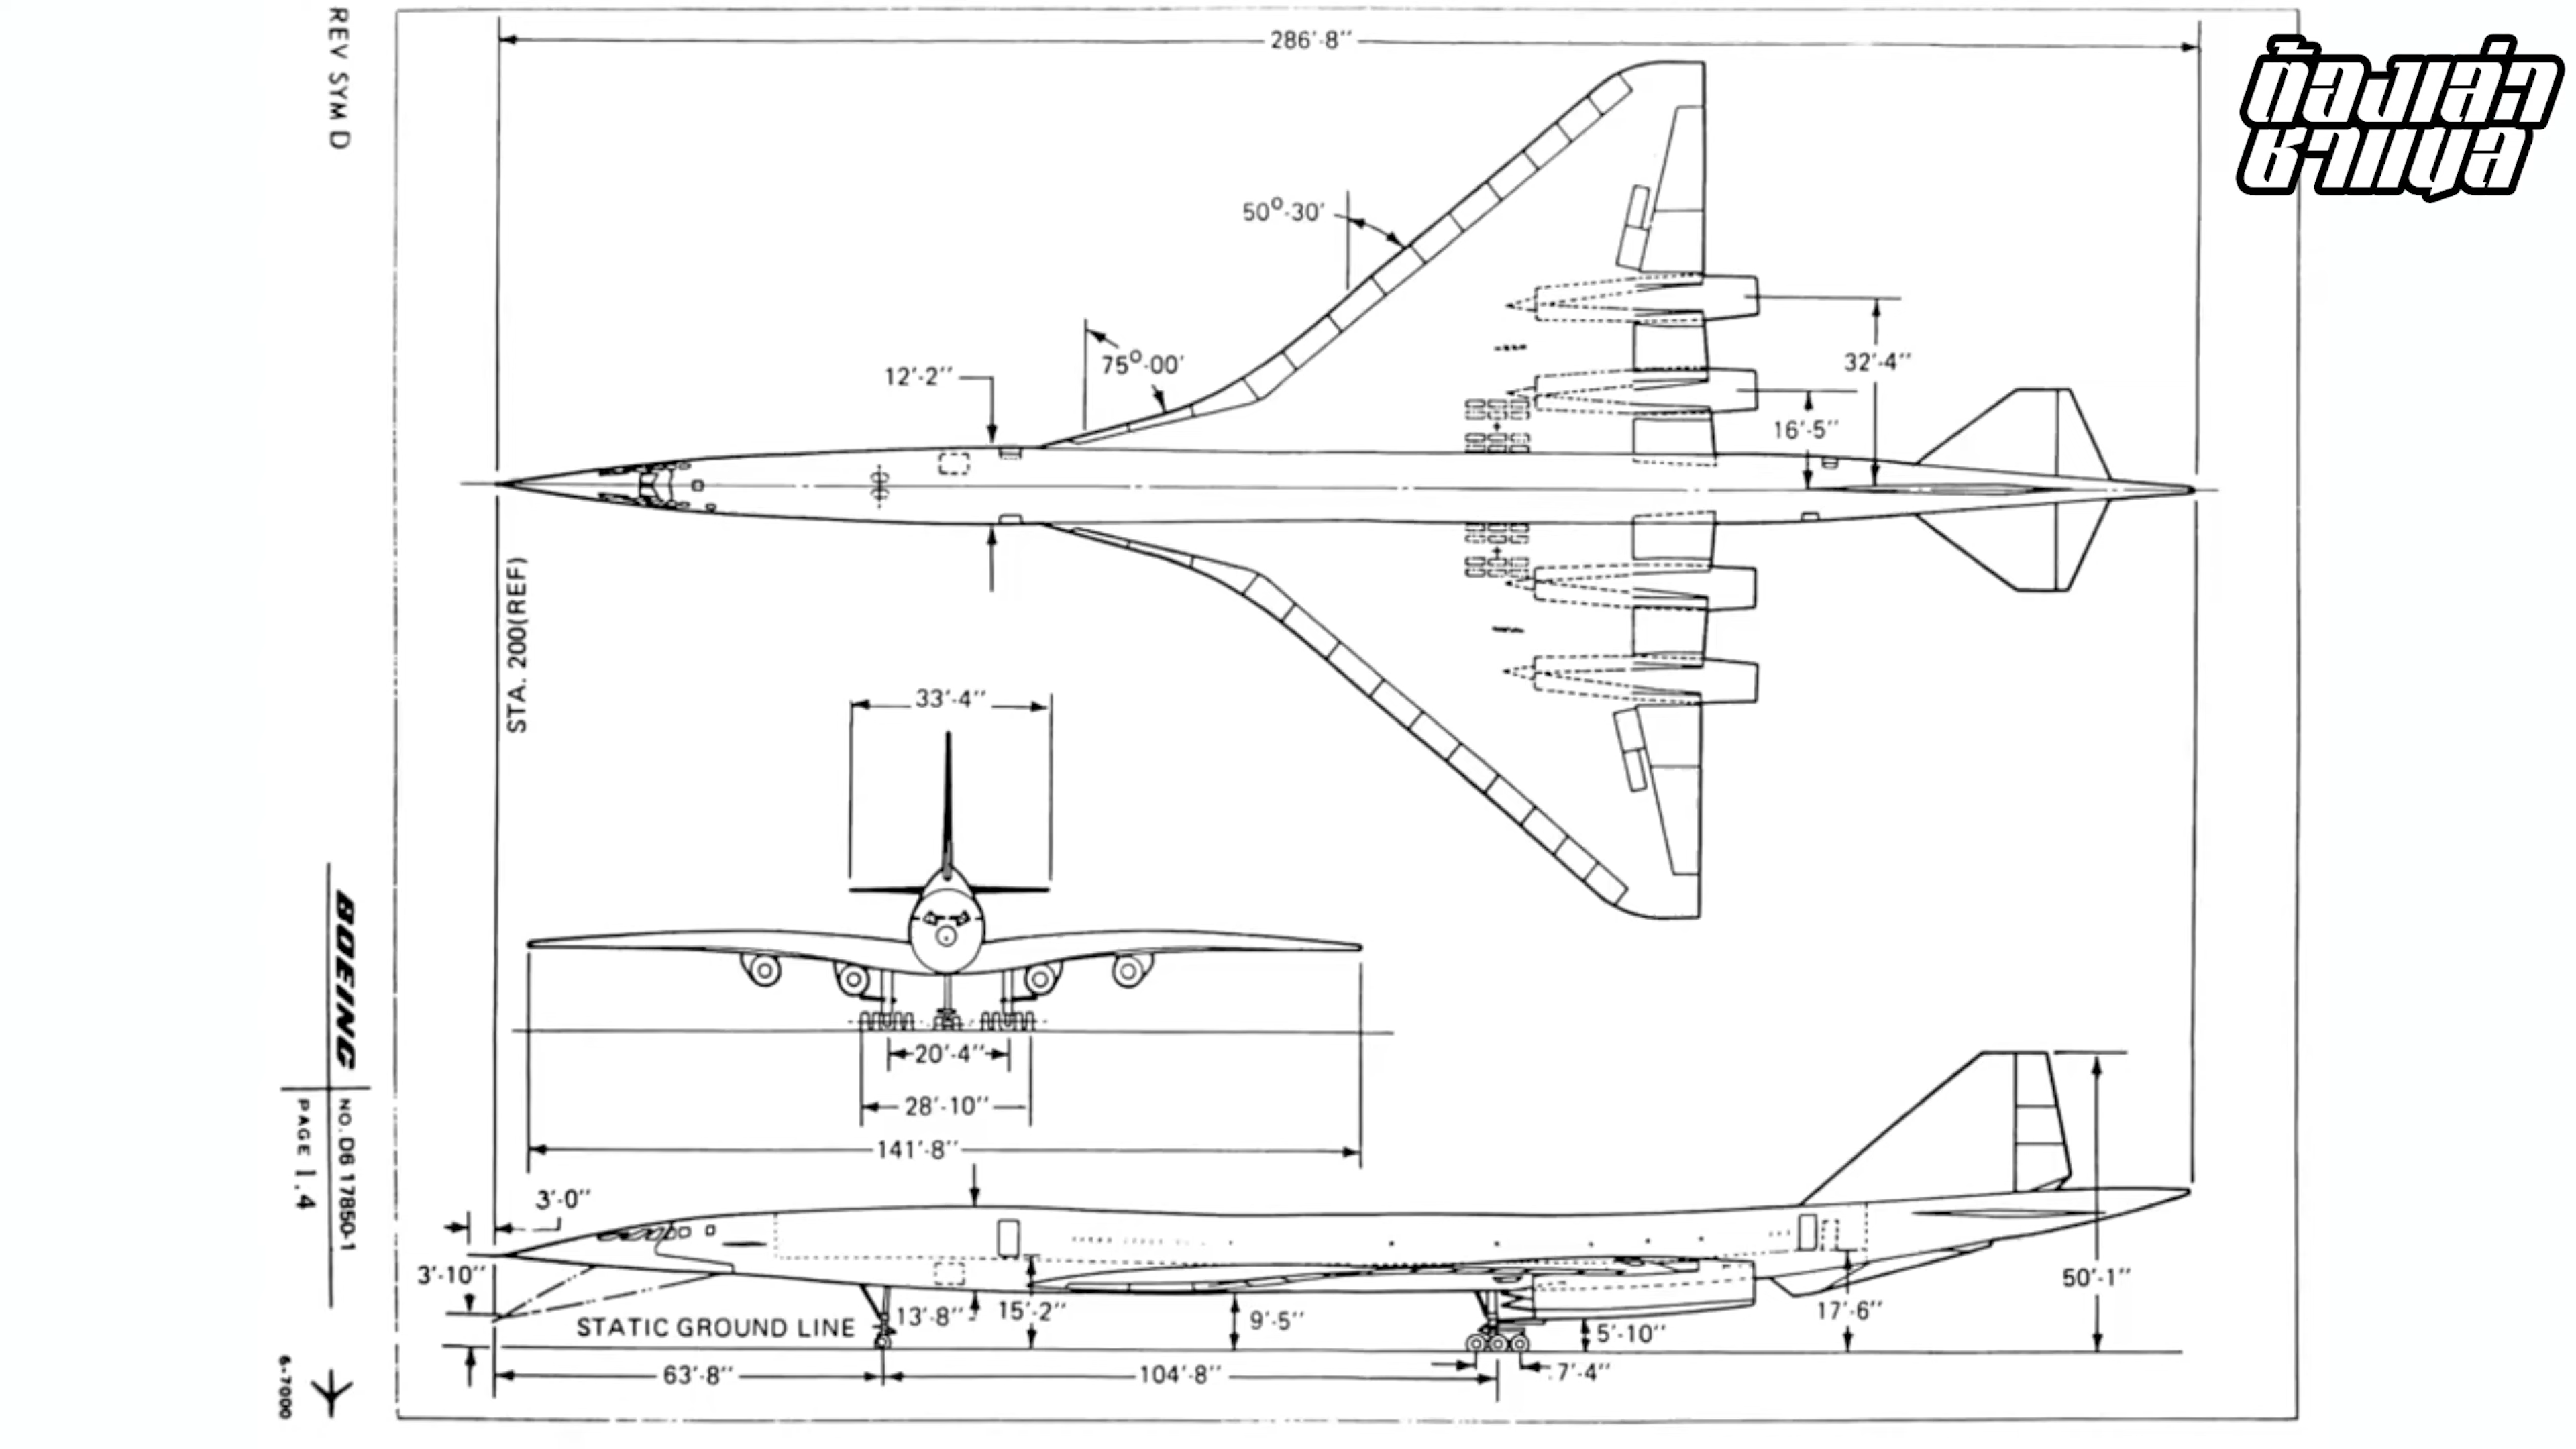 REV SYM D
286'-8"
ต้องเล่า
ชาแนล
50°-30'
75°-00'
12'-2"
32'-4"
16'-5"
STA. 200(REF)
33'-4"
20'-4"
28'-10"
141'-8"
BOEING
NO. D6 17850-1
PAGE 1.4
6-7000
3'-0"
3'-10"
13'-8"
15'-2"
9'-5"
5'-10"
17'-6"
50'-1"
STATIC GROUND LINE
63'-8"
104'-8"
7'-4"